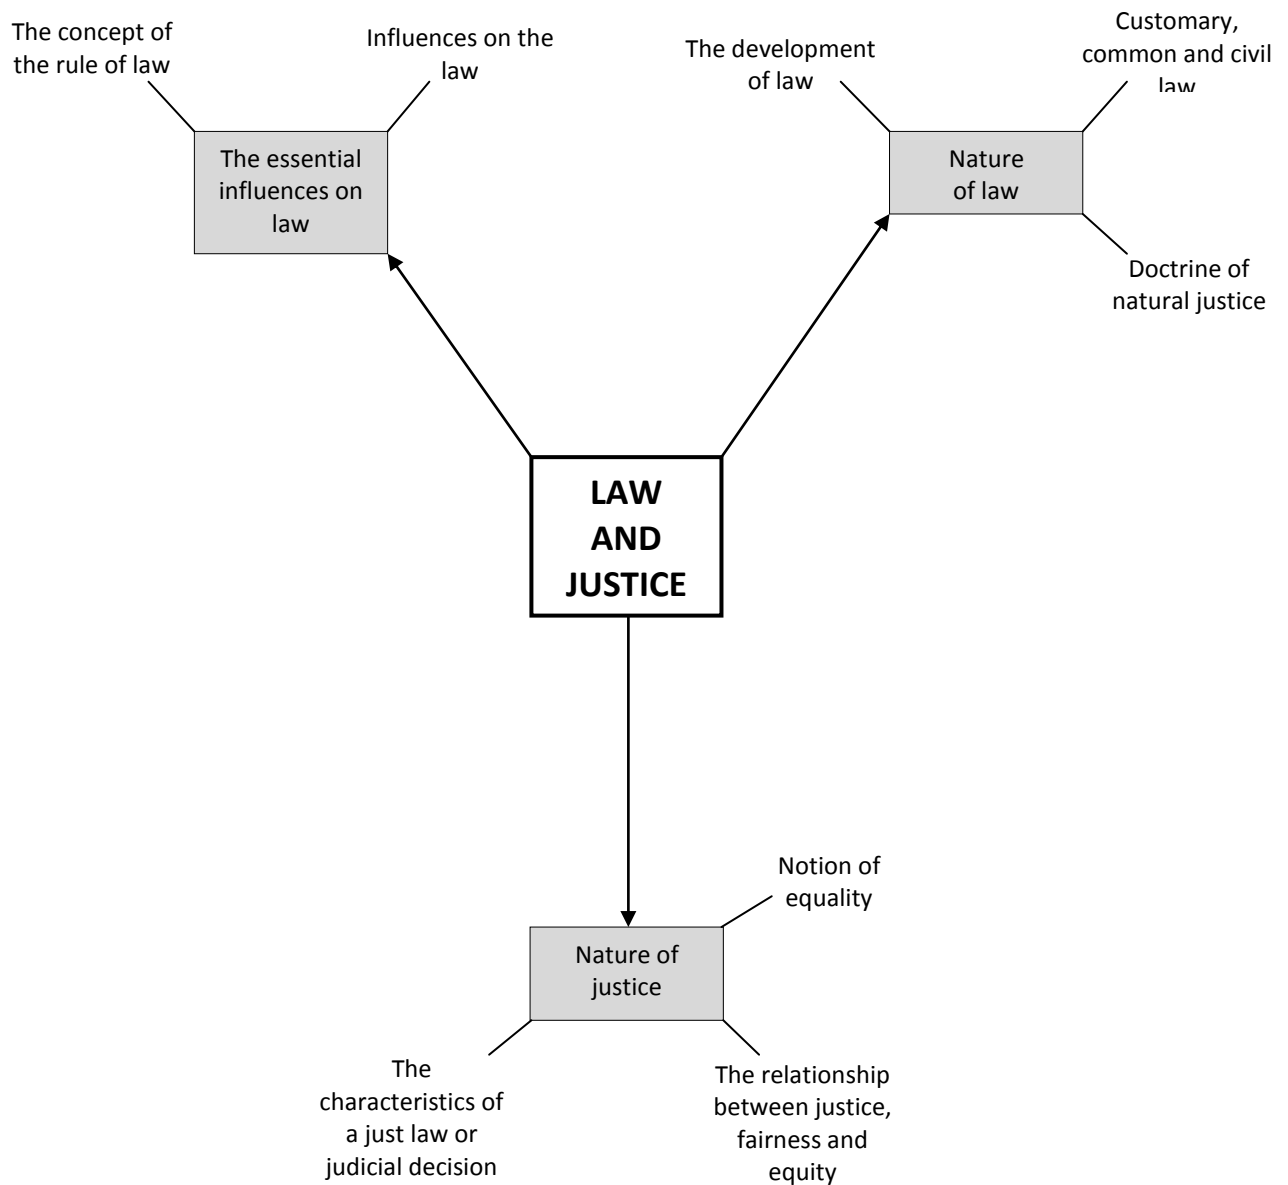 The concept of
the rule of law
Influences on the
law
The essential
influences on
law
The development
of law
Customary,
common and civil
law
Nature
of law
Doctrine of
natural justice
LAW
AND
JUSTICE
Notion of
equality
Nature of
justice
The
characteristics of
a just law or
judicial decision
The relationship
between justice,
fairness and
equity